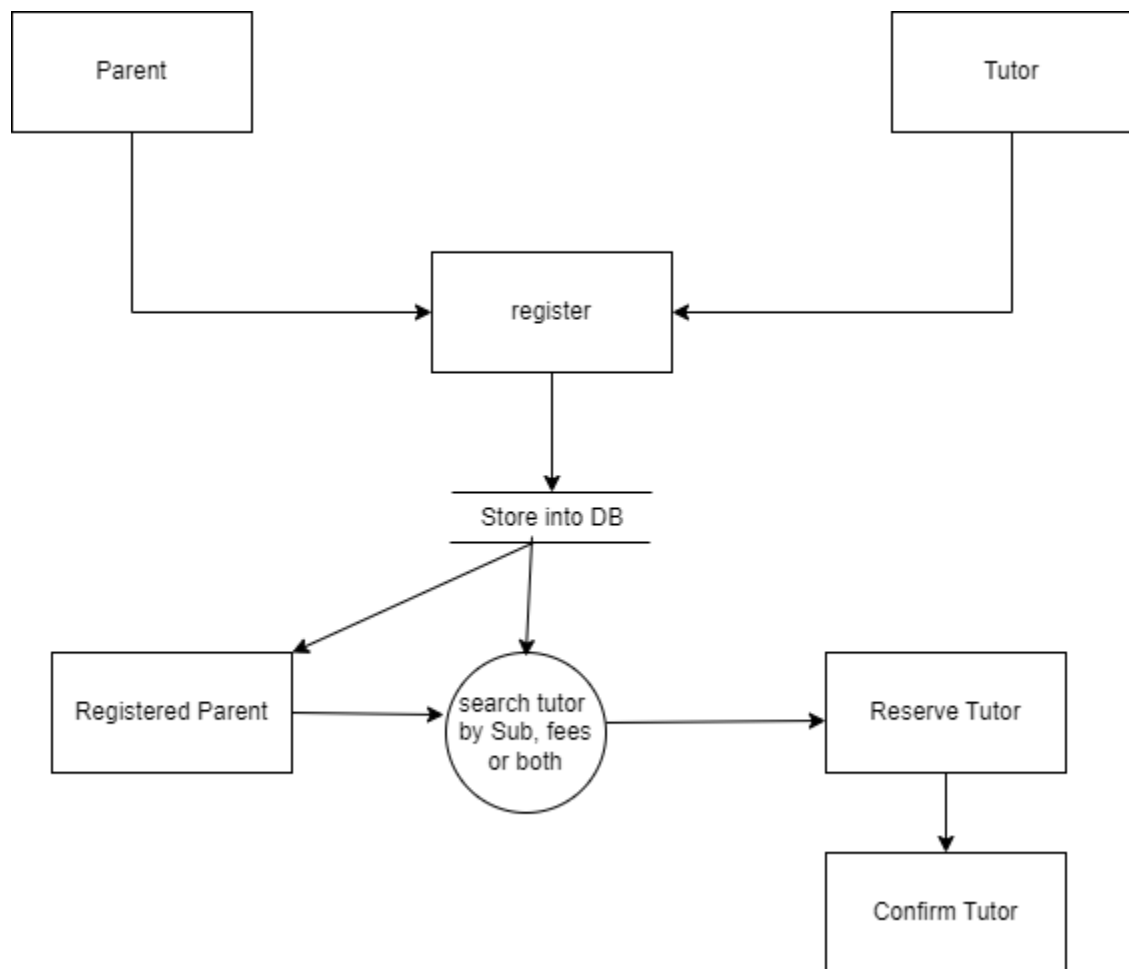 Parent
Tutor
register
Store into DB
Registered Parent
search tutor
by Sub, fees
or both
Reserve Tutor
Confirm Tutor